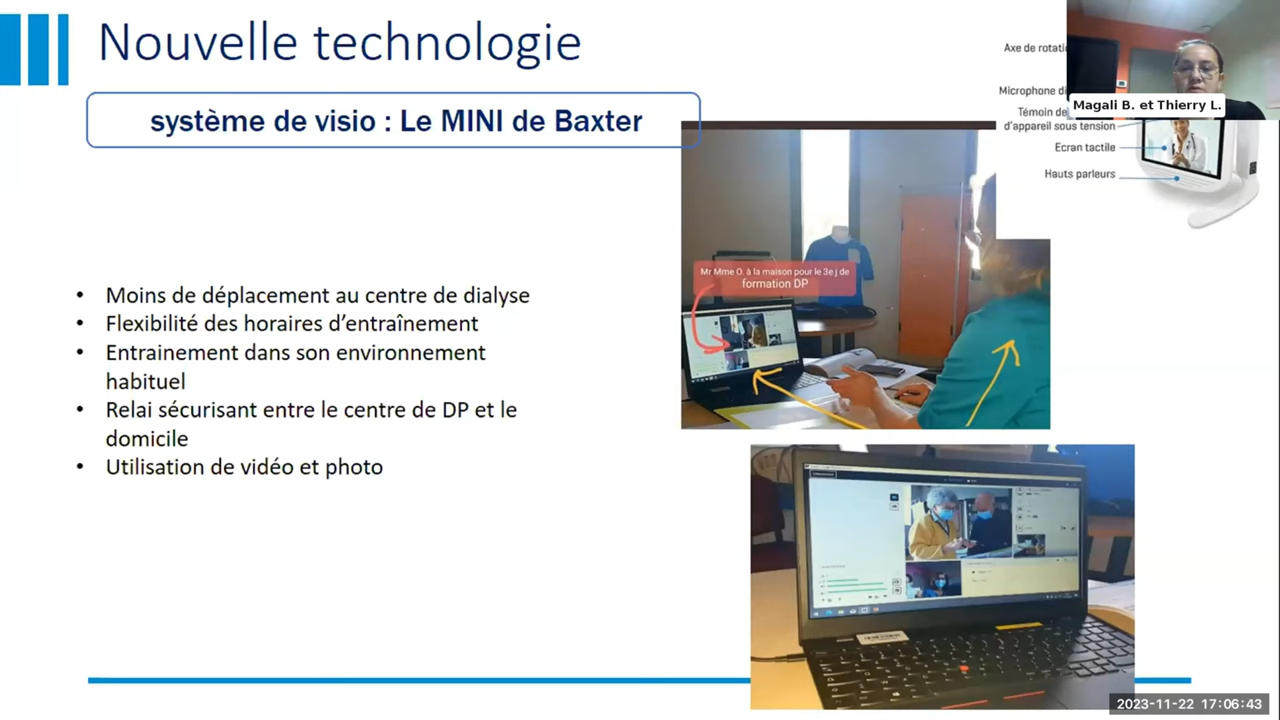 Nouvelle technologie
système de visio : Le MINI de Baxter
• Moins de déplacement au centre de dialyse
• Flexibilité des horaires d’entraînement
• Entrainement dans son environnement
habituel
• Relai sécurisant entre le centre de DP et le
domicile
• Utilisation de vidéo et photo
Axe de
Microphone
Témoin de
d'appareil sous tension
Ecran tactile
Hauts parleurs
Magali B. et Thierry L.
Mr Mme O. à la maison pour le 3e j de
formation DP
2023-11-22 17:06:43